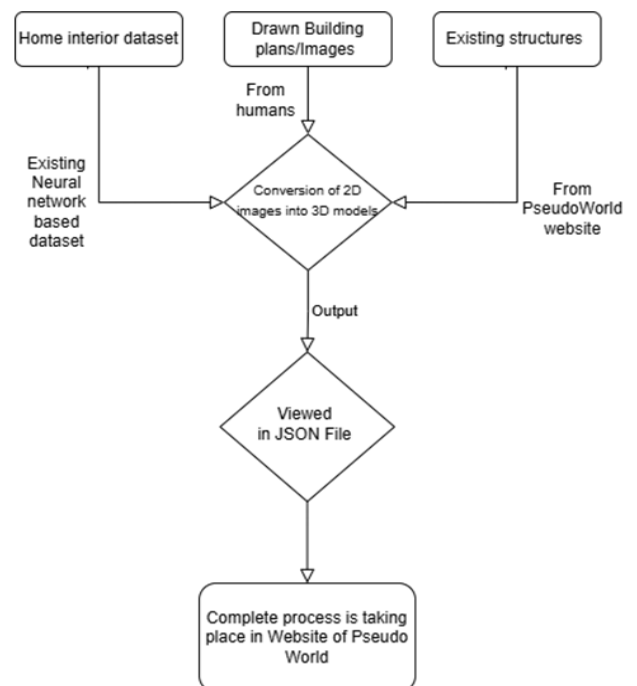 Home interior dataset
Drawn Building
plans/Images
Existing structures
From
humans
Existing
Neural
network
based
dataset
Conversion of 2D
images into 3D models
From
PseudoWorld
website
Output
Viewed
in JSON File
Complete process is taking
place in Website of Pseudo
World